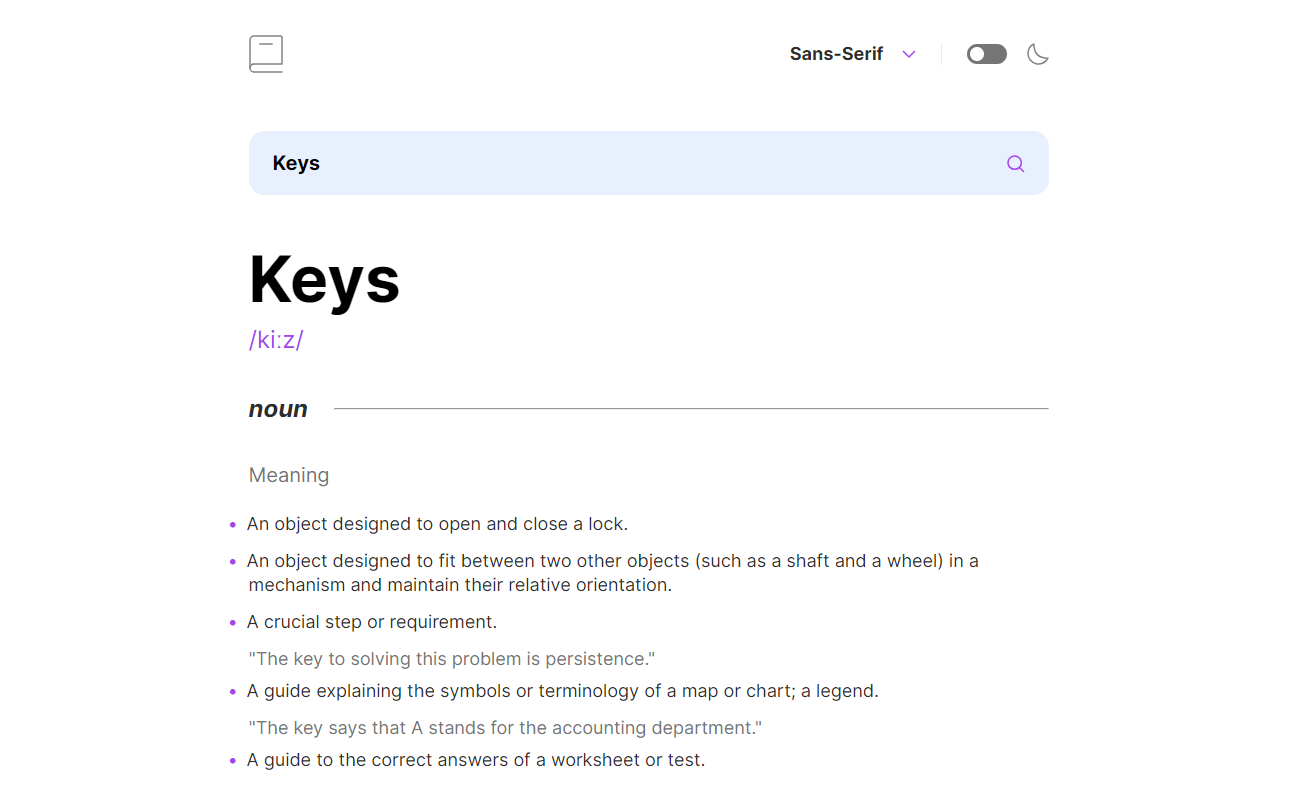 Sans-Serif
Keys
Keys
/kiːz/
noun
Meaning
An object designed to open and close a lock.
An object designed to fit between two other objects (such as a shaft and a wheel) in a
mechanism and maintain their relative orientation.
A crucial step or requirement.
"The key to solving this problem is persistence."
A guide explaining the symbols or terminology of a map or chart; a legend.
"The key says that A stands for the accounting department."
A guide to the correct answers of a worksheet or test.